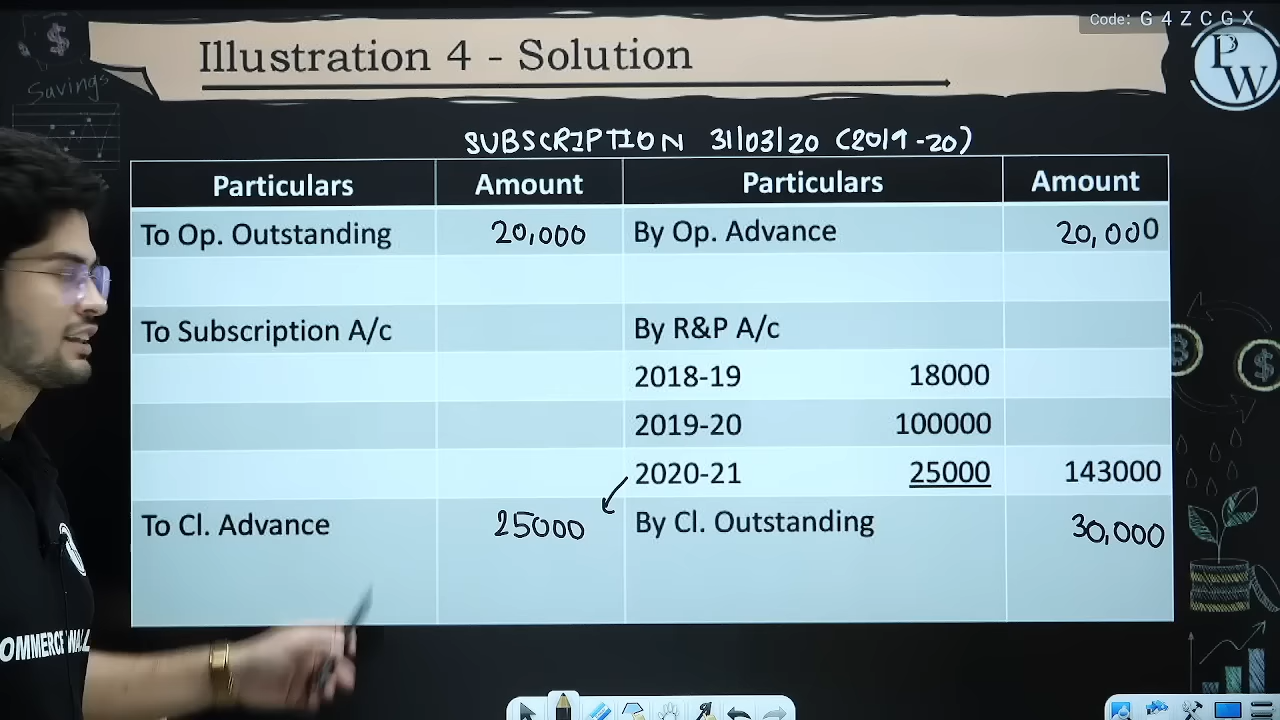 Code: G 4 Z C G X
Illustration 4 - Solution
PW
Savings
SUBSCRIPTION 31/03/20 (2019-20)
Particulars Amount Particulars Amount
To Op. Outstanding 20,000 By Op. Advance 20,000
To Subscription A/c By R&P A/c
2018-19 18000
2019-20 100000
2020-21 25000 143000
To Cl. Advance 25000 By Cl. Outstanding 30,000